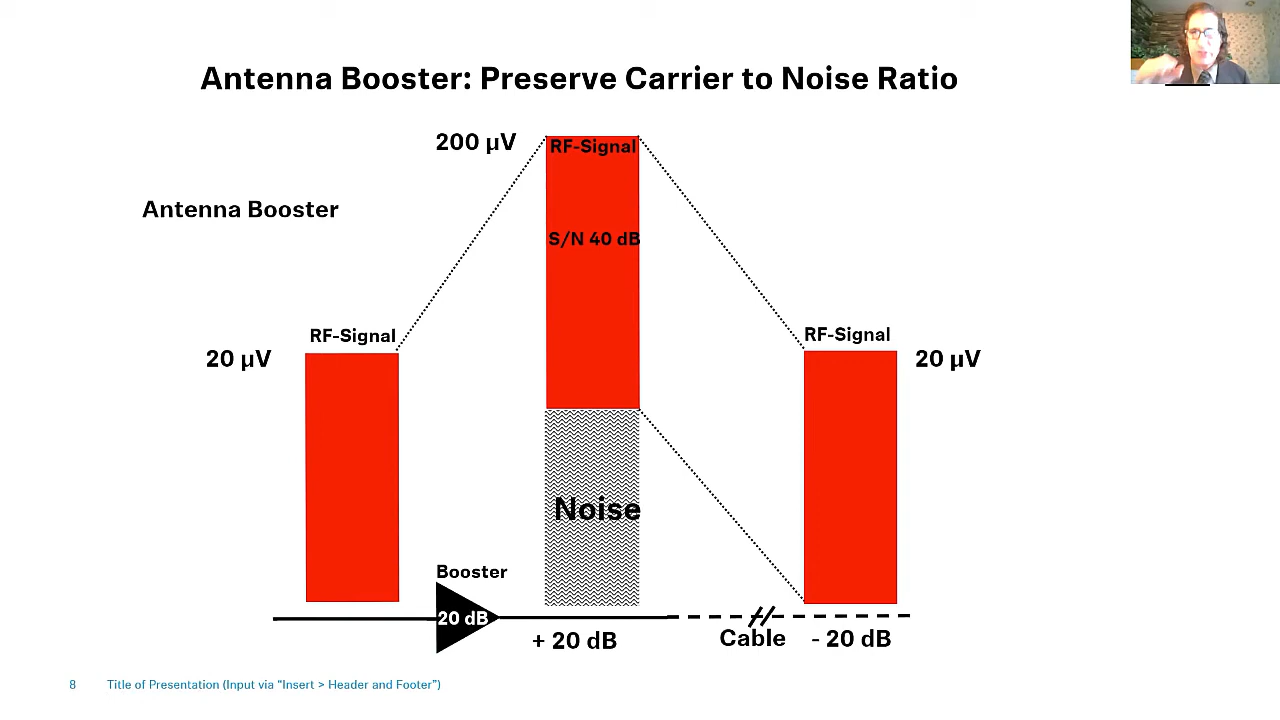 Antenna Booster: Preserve Carrier to Noise Ratio
200 µV
RF-Signal
Antenna Booster
S/N 40 dB
RF-Signal
RF-Signal
20 µV
20 µV
Noise
Booster
20 dB
+ 20 dB
Cable - 20 dB
8 Title of Presentation (Input via "Insert > Header and Footer")